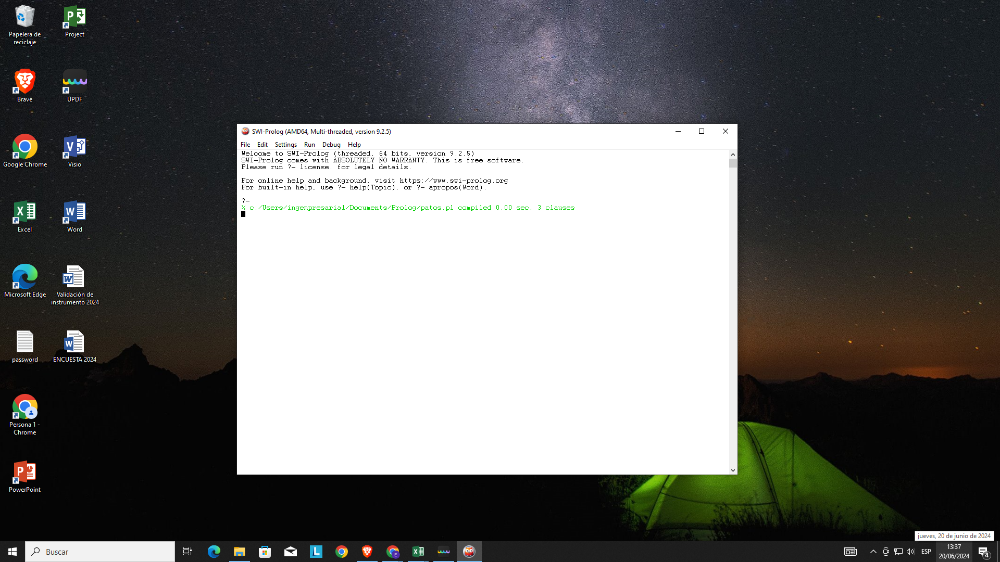 Papelera de
reciclaje
Project
Brave
UPDF
Google Chrome
Visio
Excel
Word
Microsoft Edge
Validación de
instrumento 2024
password
ENCUESTA 2024
Persona 1 -
Chrome
PowerPoint
SWI-Prolog (AMD64, Multi-threaded, version 9.2.5)
File Edit Settings Run Debug Help
Welcome to SWI-Prolog (threaded, 64 bits, version 9.2.5)
SWI-Prolog comes with ABSOLUTELY NO WARRANTY. This is free software.
Please run ?- license. for legal details.
For online help and background, visit https://www.swi-prolog.org
For built-in help, use ?- help(Topic). or ?- apropos(Word).
?-
% c:/Users/ingempresarial/Documents/Prolog/patos.pl compiled 0.00 sec, 3 clauses
jueves, 20 de junio de 2024
Buscar
L
E
ESP
13:37
20/06/2024
4